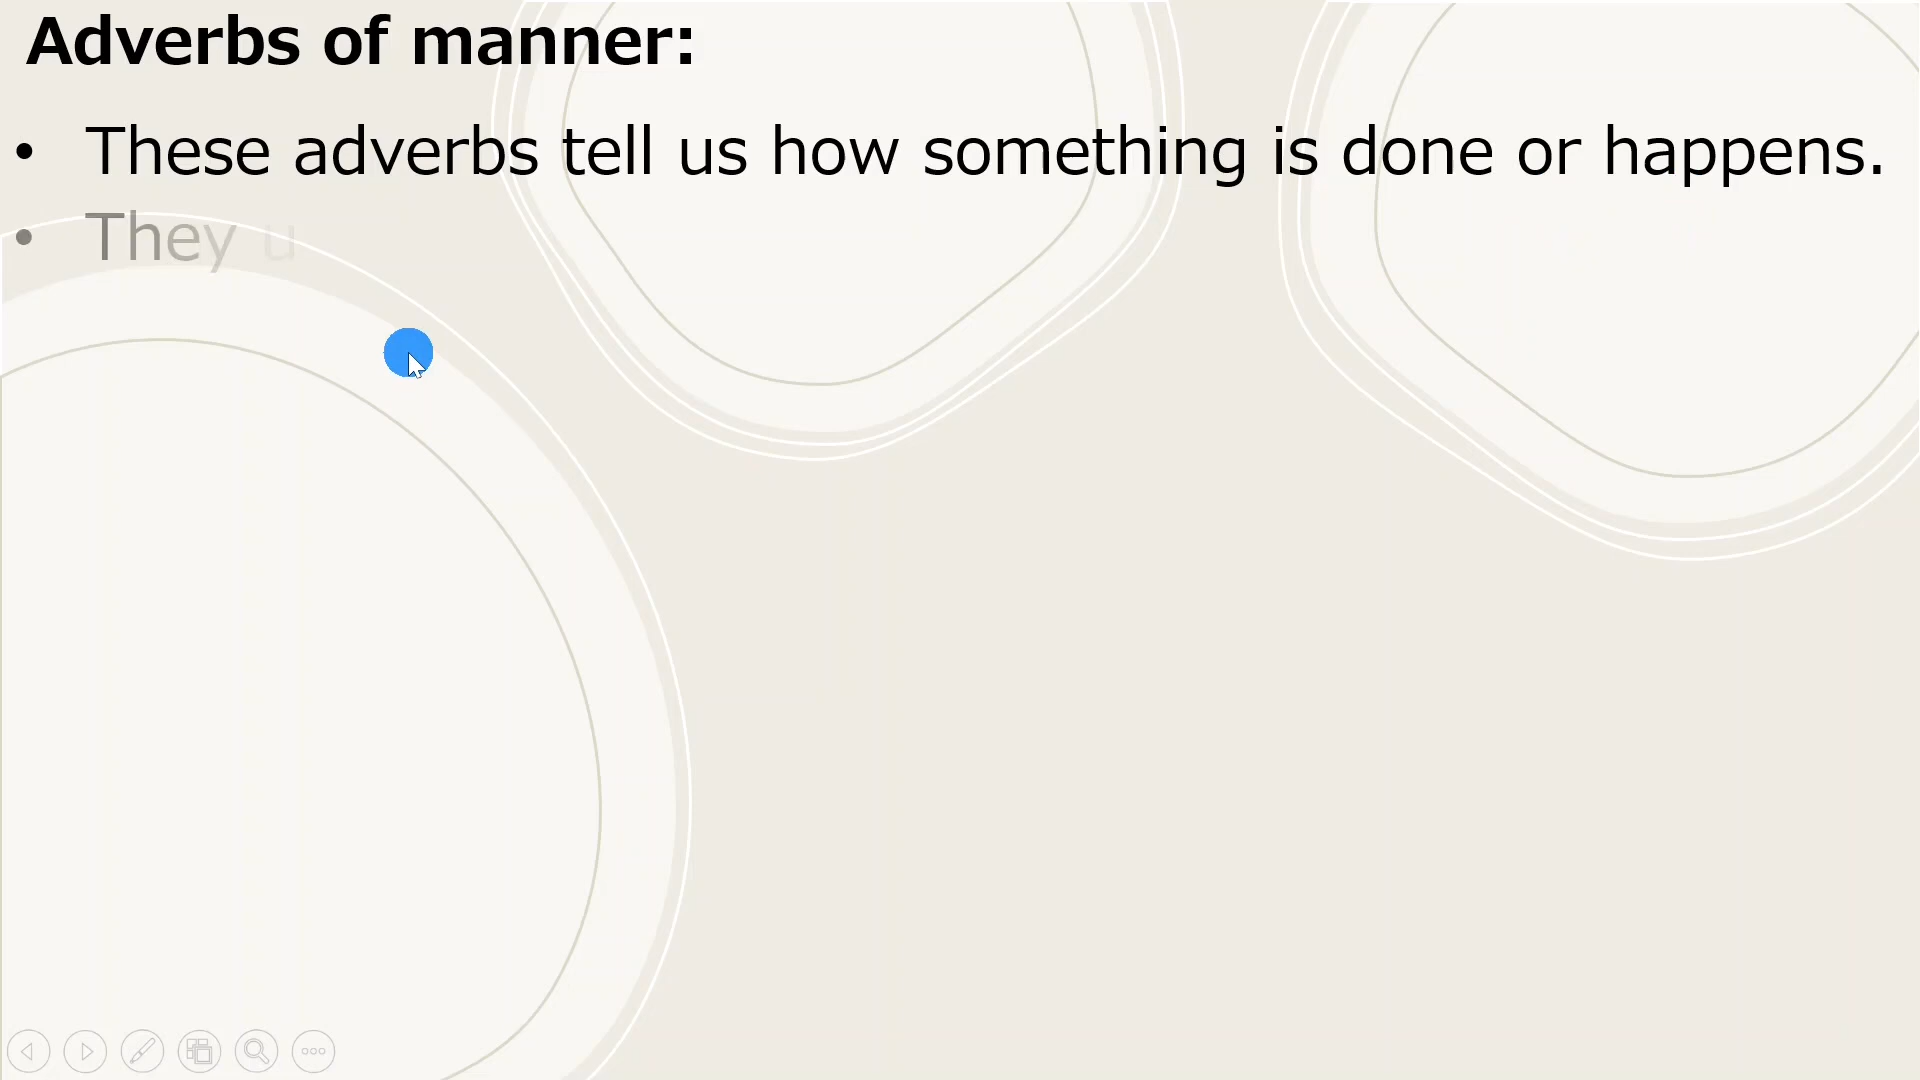 Adverbs of manner:
• These adverbs tell us how something is done or happens.
• They u